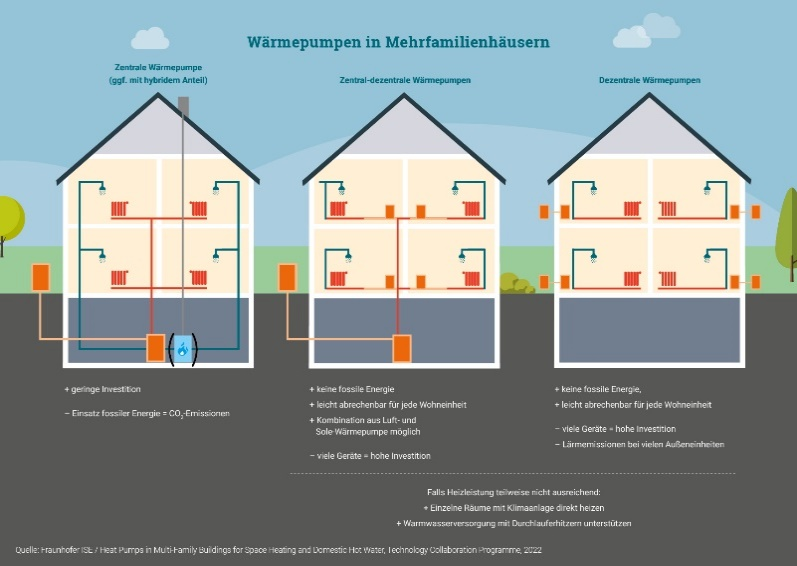 Wärmepumpen in Mehrfamilienhäusern
Zentrale Wärmepumpe
(ggf. mit hybridem Anteil)
Zentral-dezentrale Wärmepumpen
Dezentrale Wärmepumpen
+ geringe Investition
– Einsatz fossiler Energie = CO₂-Emissionen
+ keine fossile Energie
+ leicht abrechenbar für jede Wohneinheit
+ Kombination aus Luft- und
Sole-Wärmepumpe möglich
– viele Geräte = hohe Investition
+ keine fossile Energie,
+ leicht abrechenbar für jede Wohneinheit
– viele Geräte = hohe Investition
– Lärmemissionen bei vielen Außeneinheiten
Falls Heizleistung teilweise nicht ausreichend:
+ Einzelne Räume mit Klimaanlage direkt heizen
+ Warmwasserversorgung mit Durchlauferhitzern unterstützen
Quelle: Fraunhofer ISE / Heat Pumps in Multi-Family Buildings for Space Heating and Domestic Hot Water, Technology Collaboration Programme, 2022